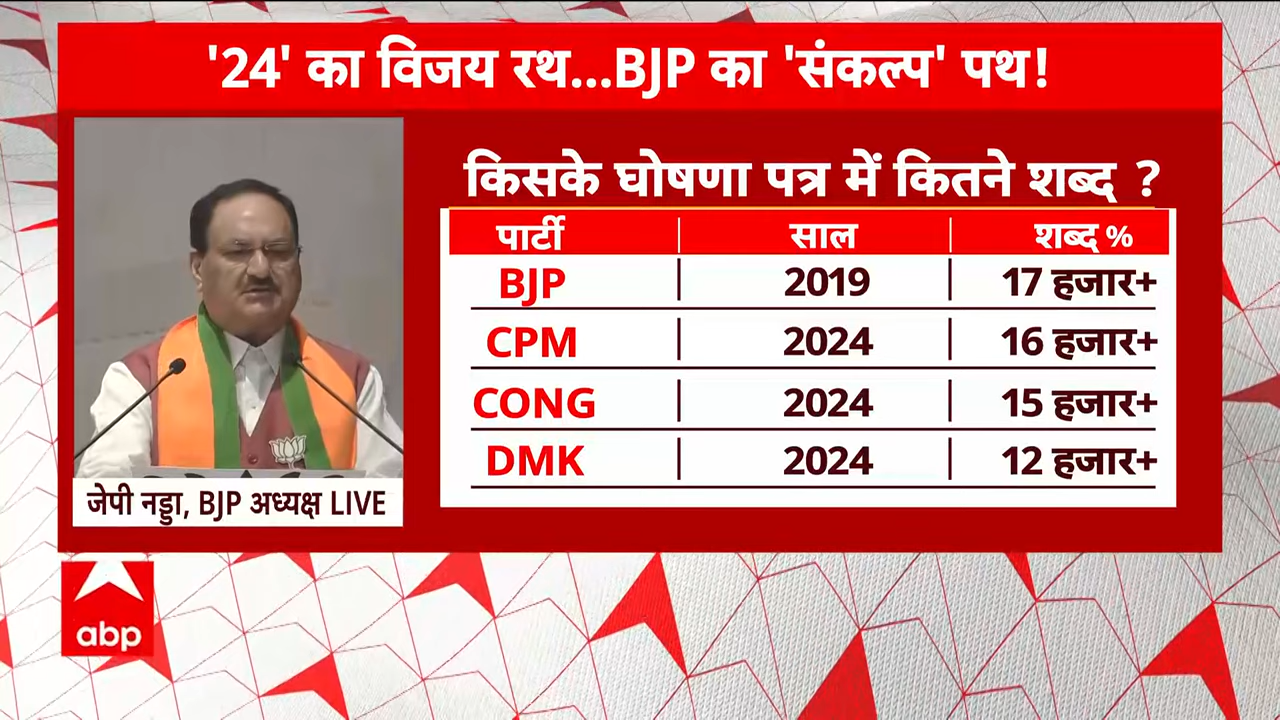 '24' का विजय रथ...BJP का 'संकल्प' पथ!
किसके घोषणा पत्र में कितने शब्द ?
पार्टी साल शब्द %
BJP 2019 17 हजार+
CPM 2024 16 हजार+
CONG 2024 15 हजार+
DMK 2024 12 हजार+
जेपी नड्डा, BJP अध्यक्ष LIVE
abp